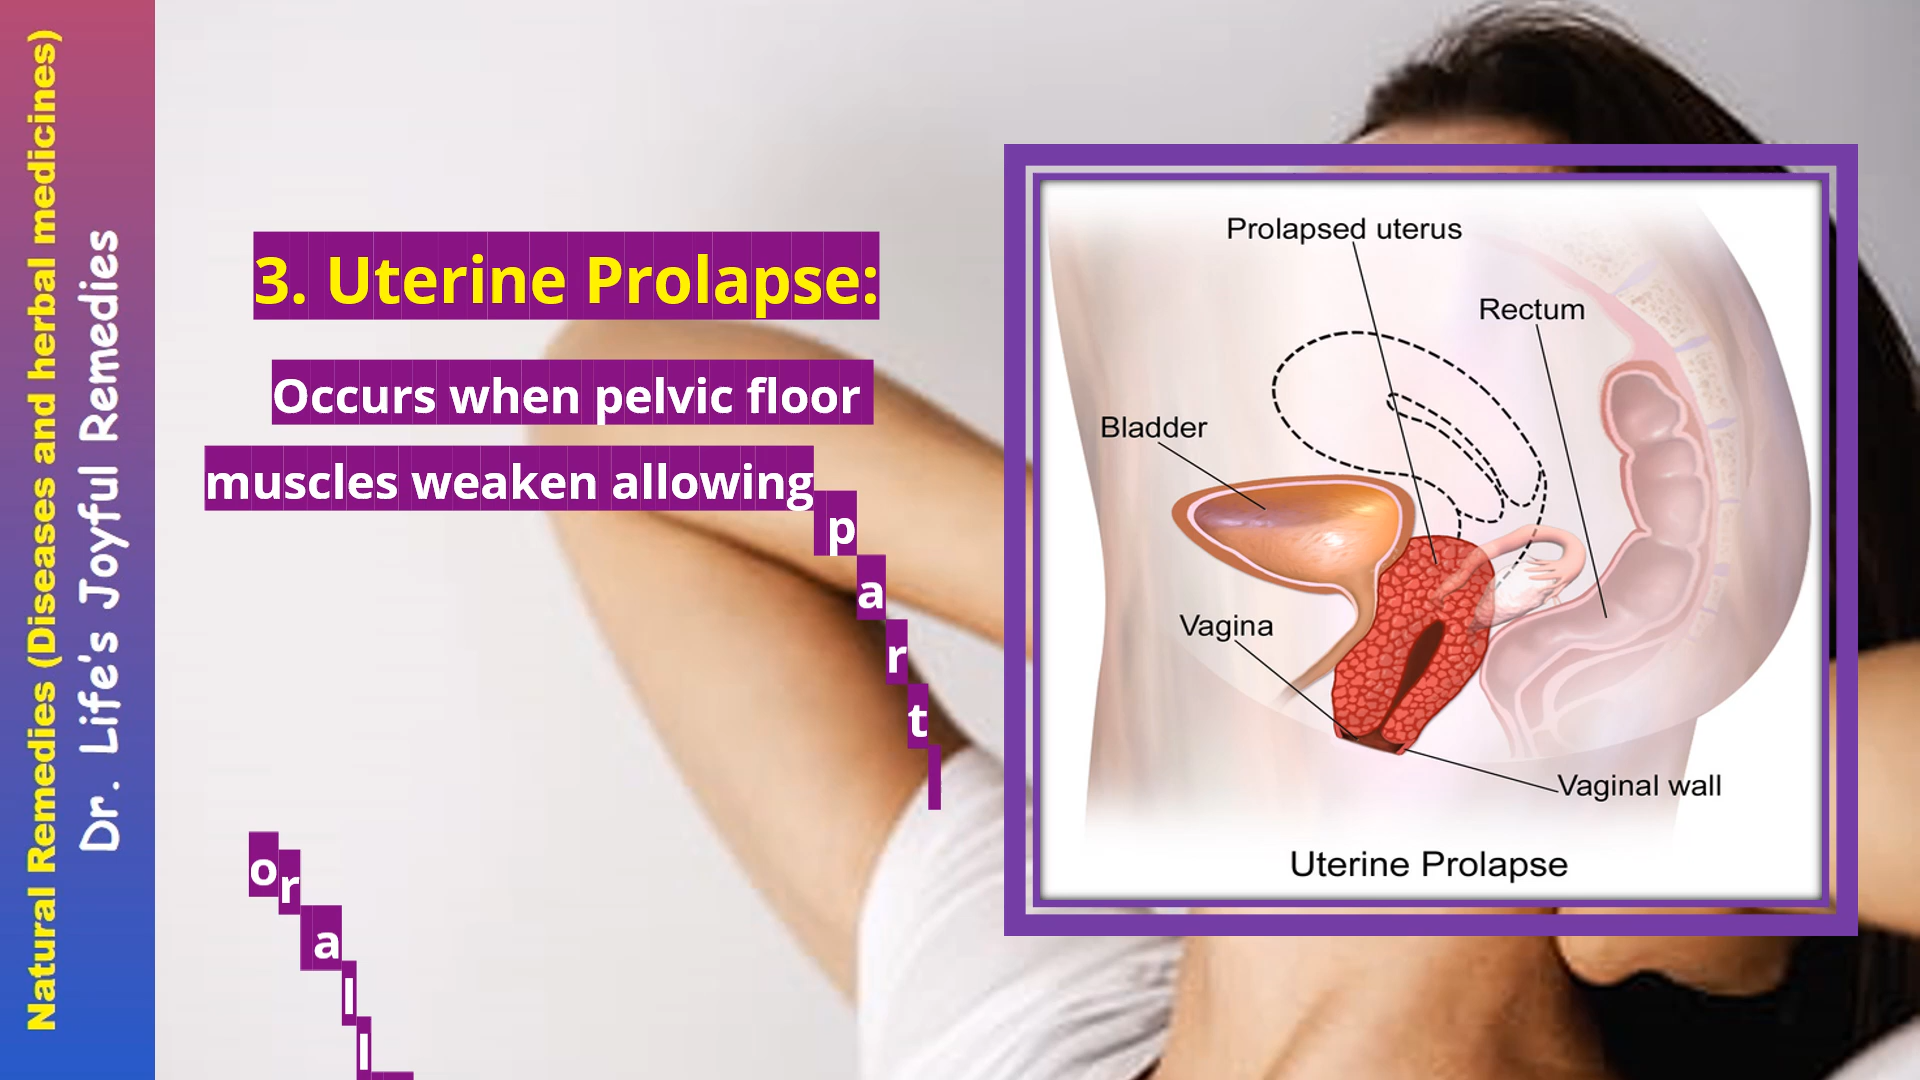 Natural Remedies (Diseases and herbal medicines)
Dr. Life's Joyful Remedies
3. Uterine Prolapse:
Occurs when pelvic floor
muscles weaken allowing part
or all
Prolapsed uterus
Rectum
Bladder
Vagina
Vaginal wall
Uterine Prolapse